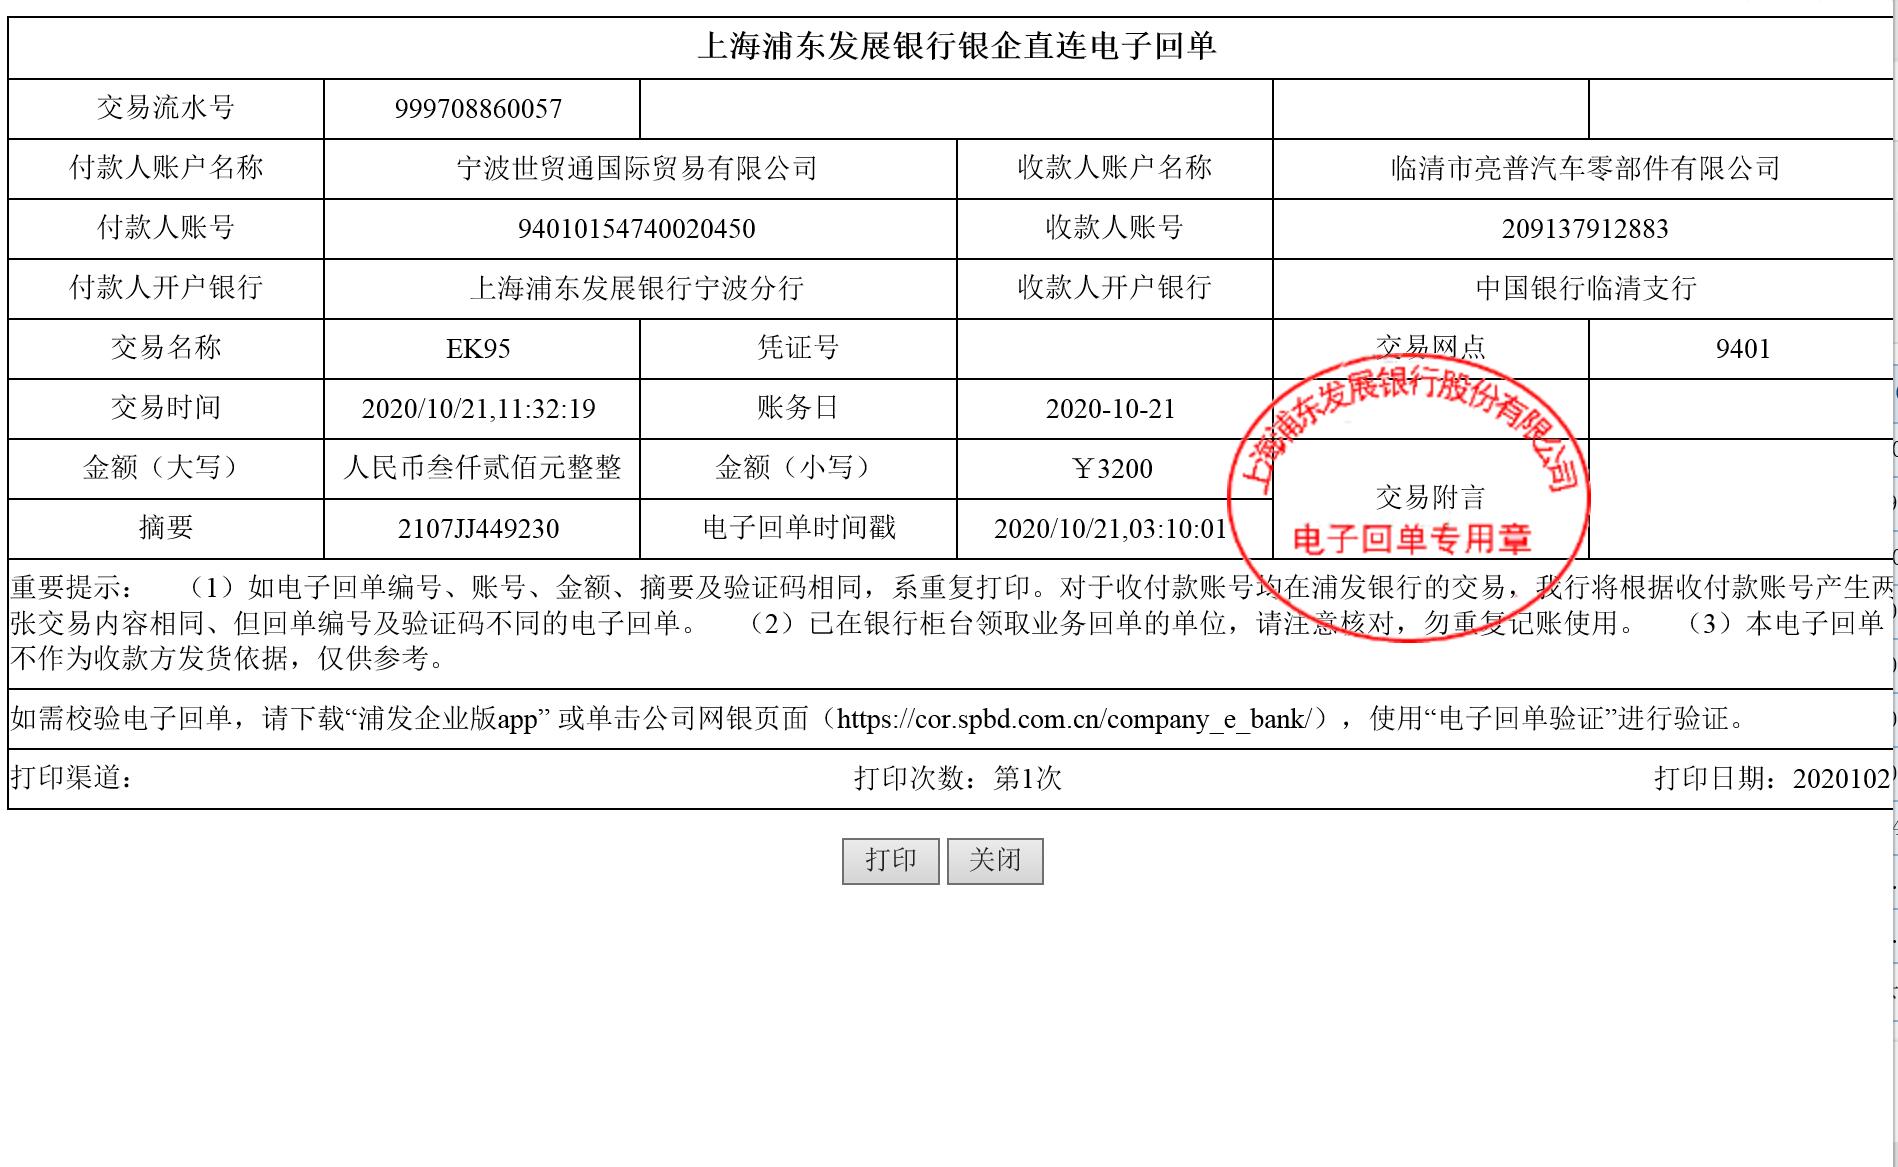 上海浦东发展银行银企直连电子回单
交易流水号 999708860057
付款人账户名称 宁波世贸通国际贸易有限公司 收款人账户名称 临清市亮普汽车零部件有限公司
付款人账号 94010154740020450 收款人账号 209137912883
付款人开户银行 上海浦东发展银行宁波分行 收款人开户银行 中国银行临清支行
交易名称 EK95 凭证号 交易网点 9401
交易时间 2020/10/21,11:32:19 账务日 2020-10-21
金额（大写） 人民币叁仟贰佰元整整 金额（小写） ￥3200
交易附言
摘要 2107JJ449230 电子回单时间戳 2020/10/21,03:10:01
上海浦东发展银行股份有限公司
电子回单专用章
重要提示： （1）如电子回单编号、账号、金额、摘要及验证码相同，系重复打印。对于收付款账号均在浦发银行的交易，我行将根据收付款账号产生两
张交易内容相同、但回单编号及验证码不同的电子回单。 （2）已在银行柜台领取业务回单的单位，请注意核对，勿重复记账使用。 （3）本电子回单
不作为收款方发货依据，仅供参考。
如需校验电子回单，请下载“浦发企业版app” 或单击公司网银页面（https://cor.spbd.com.cn/company_e_bank/），使用“电子回单验证”进行验证。
打印渠道： 打印次数：第1次 打印日期：2020102
打印 关闭